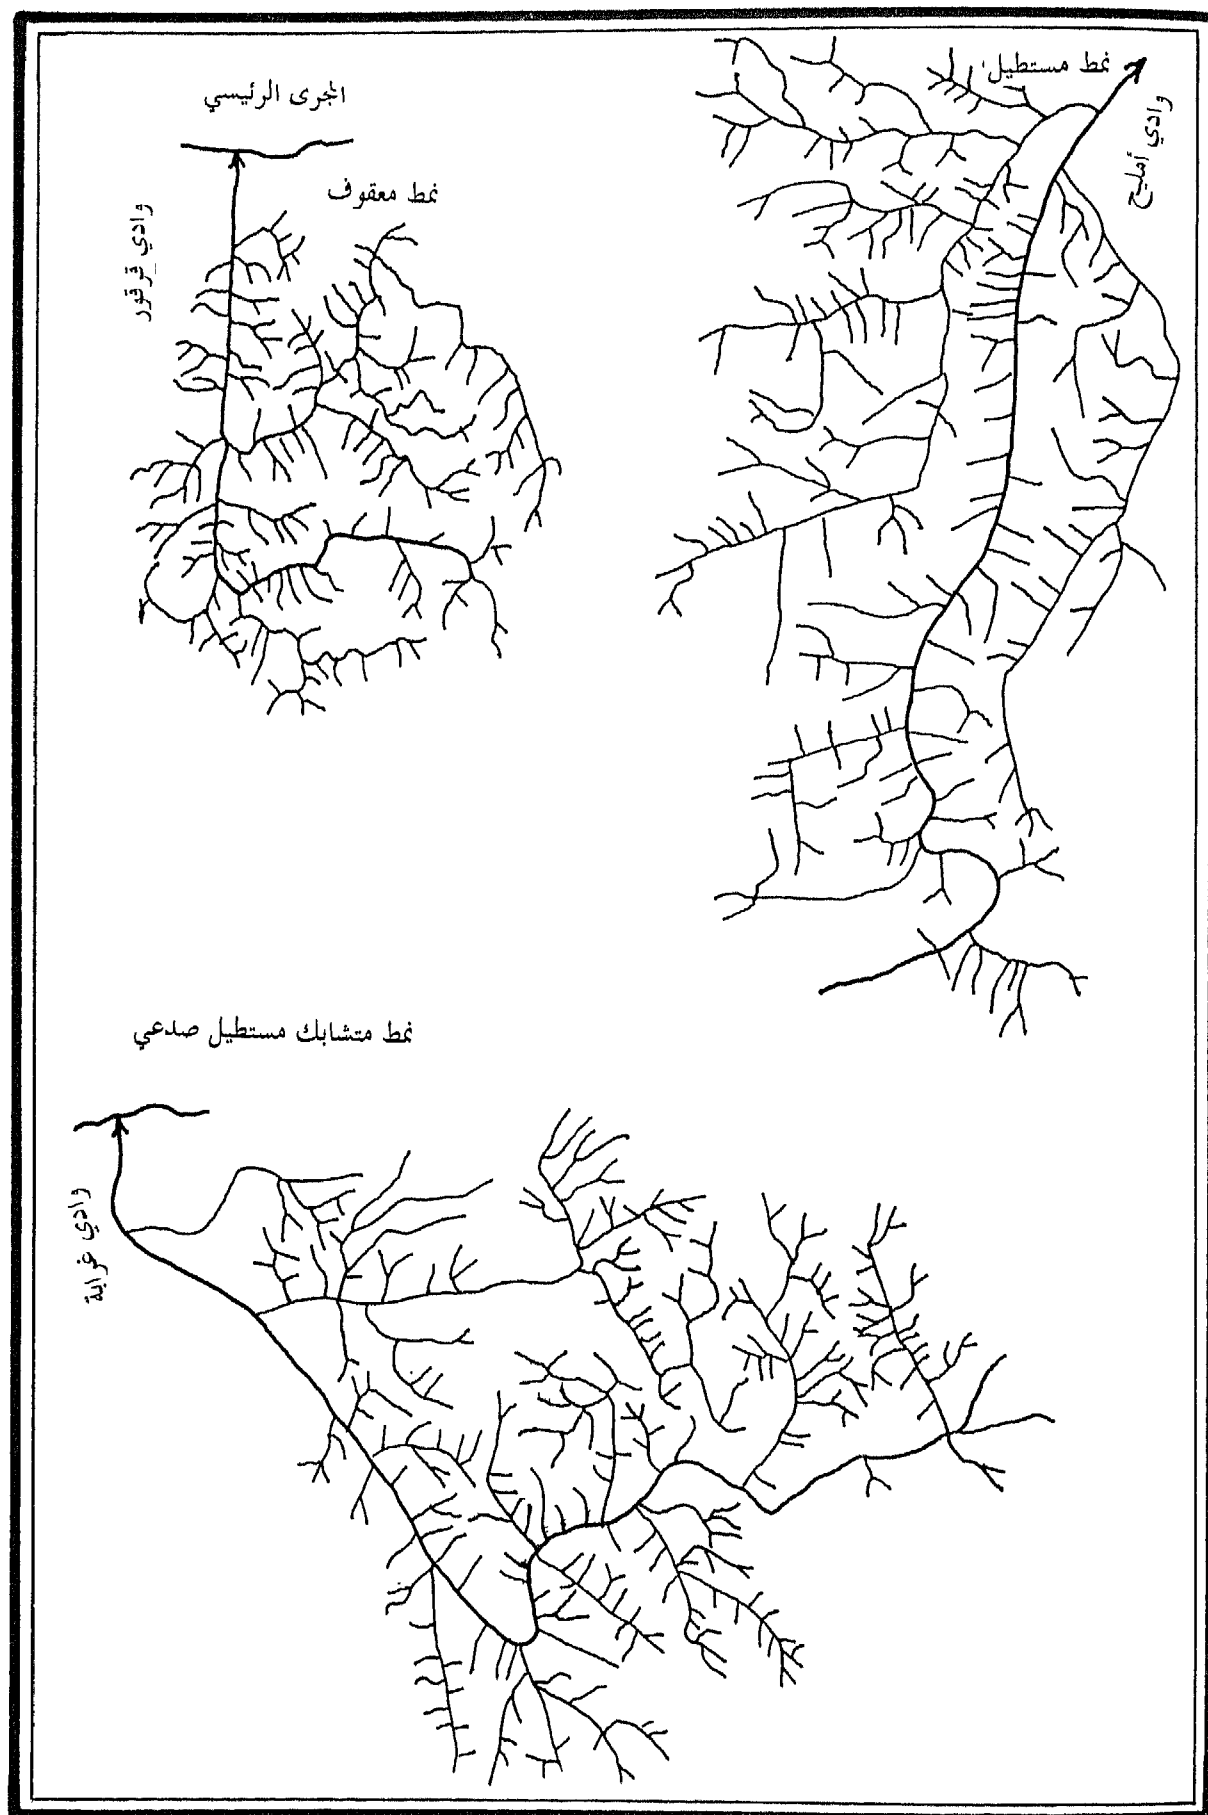 نمط مستطيل
وادي أمليح
المجرى الرئيسي
نمط معقوف
وادي قرقور
نمط متشابك مستطيل صدعي
وادي غرابة